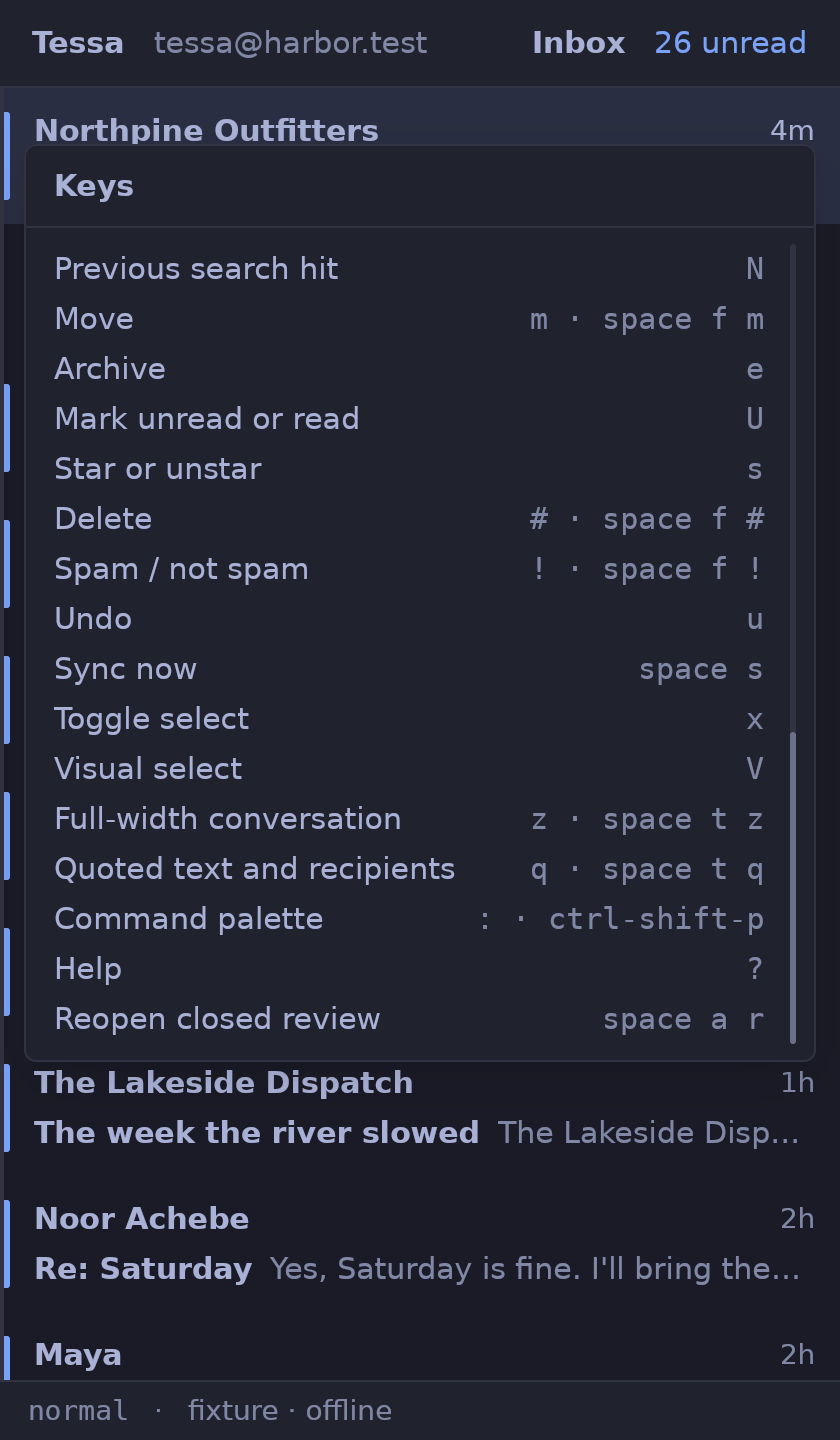 Tessa tessa@harbor.test Inbox 26 unread
Northpine Outfitters 4m
Keys
Previous search hit N
Move m · space f m
Archive e
Mark unread or read U
Star or unstar s
Delete # · space f #
Spam / not spam ! · space f !
Undo u
Sync now space s
Toggle select x
Visual select V
Full-width conversation z · space t z
Quoted text and recipients q · space t q
Command palette : · ctrl-shift-p
Help ?
Reopen closed review space a r
The Lakeside Dispatch 1h
The week the river slowed The Lakeside Disp…
Noor Achebe 2h
Re: Saturday Yes, Saturday is fine. I'll bring the…
Maya 2h
normal · fixture · offline